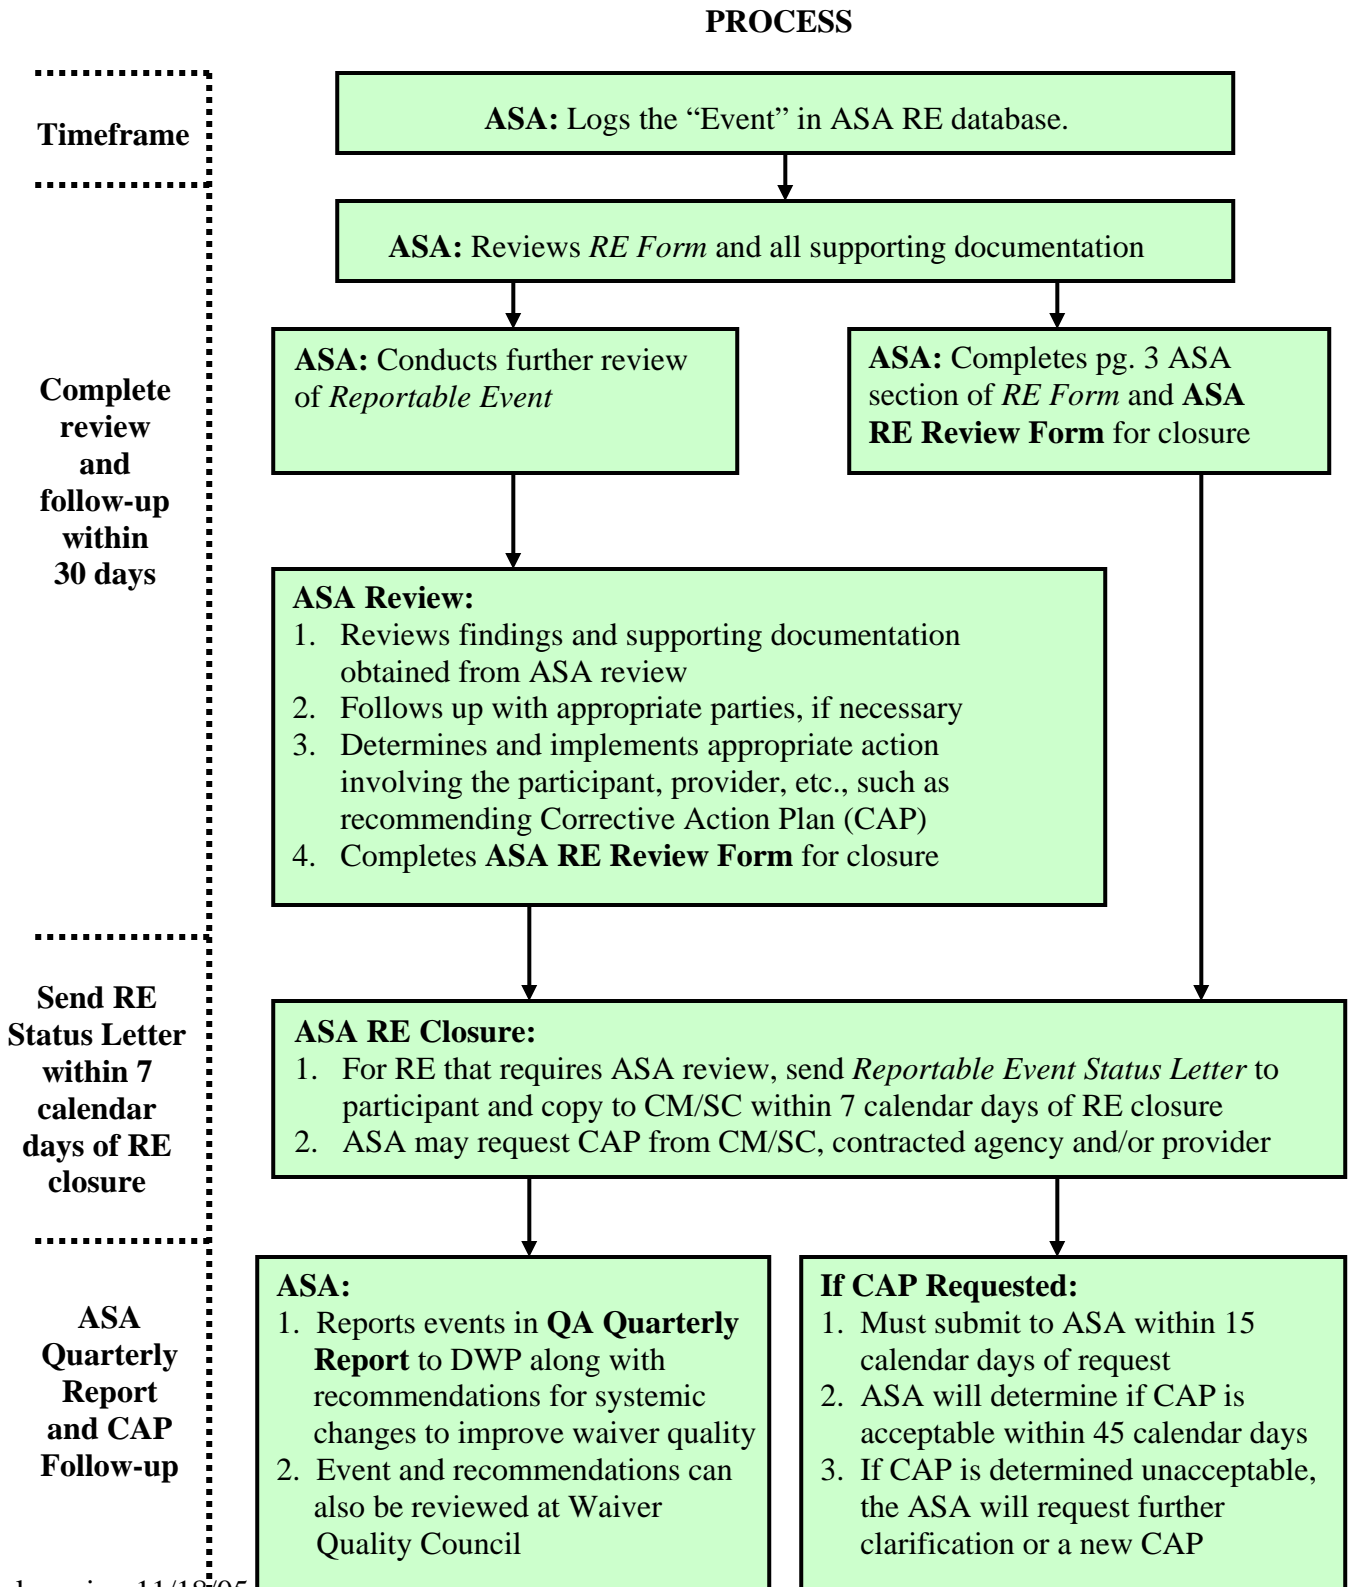 PROCESS
Timeframe
ASA: Logs the “Event” in ASA RE database.
ASA: Reviews RE Form and all supporting documentation
Complete
review
and
follow-up
within
30 days
ASA: Conducts further review
of Reportable Event
ASA: Completes pg. 3 ASA
section of RE Form and ASA
RE Review Form for closure
ASA Review:
1. Reviews findings and supporting documentation
obtained from ASA review
2. Follows up with appropriate parties, if necessary
3. Determines and implements appropriate action
involving the participant, provider, etc., such as
recommending Corrective Action Plan (CAP)
4. Completes ASA RE Review Form for closure
Send RE
Status Letter
within 7
calendar
days of RE
closure
ASA RE Closure:
1. For RE that requires ASA review, send Reportable Event Status Letter to
participant and copy to CM/SC within 7 calendar days of RE closure
2. ASA may request CAP from CM/SC, contracted agency and/or provider
ASA
Quarterly
Report
and CAP
Follow-up
ASA:
1. Reports events in QA Quarterly
Report to DWP along with
recommendations for systemic
changes to improve waiver quality
2. Event and recommendations can
also be reviewed at Waiver
Quality Council
If CAP Requested:
1. Must submit to ASA within 15
calendar days of request
2. ASA will determine if CAP is
acceptable within 45 calendar days
3. If CAP is determined unacceptable,
the ASA will request further
clarification or a new CAP
11/18/05